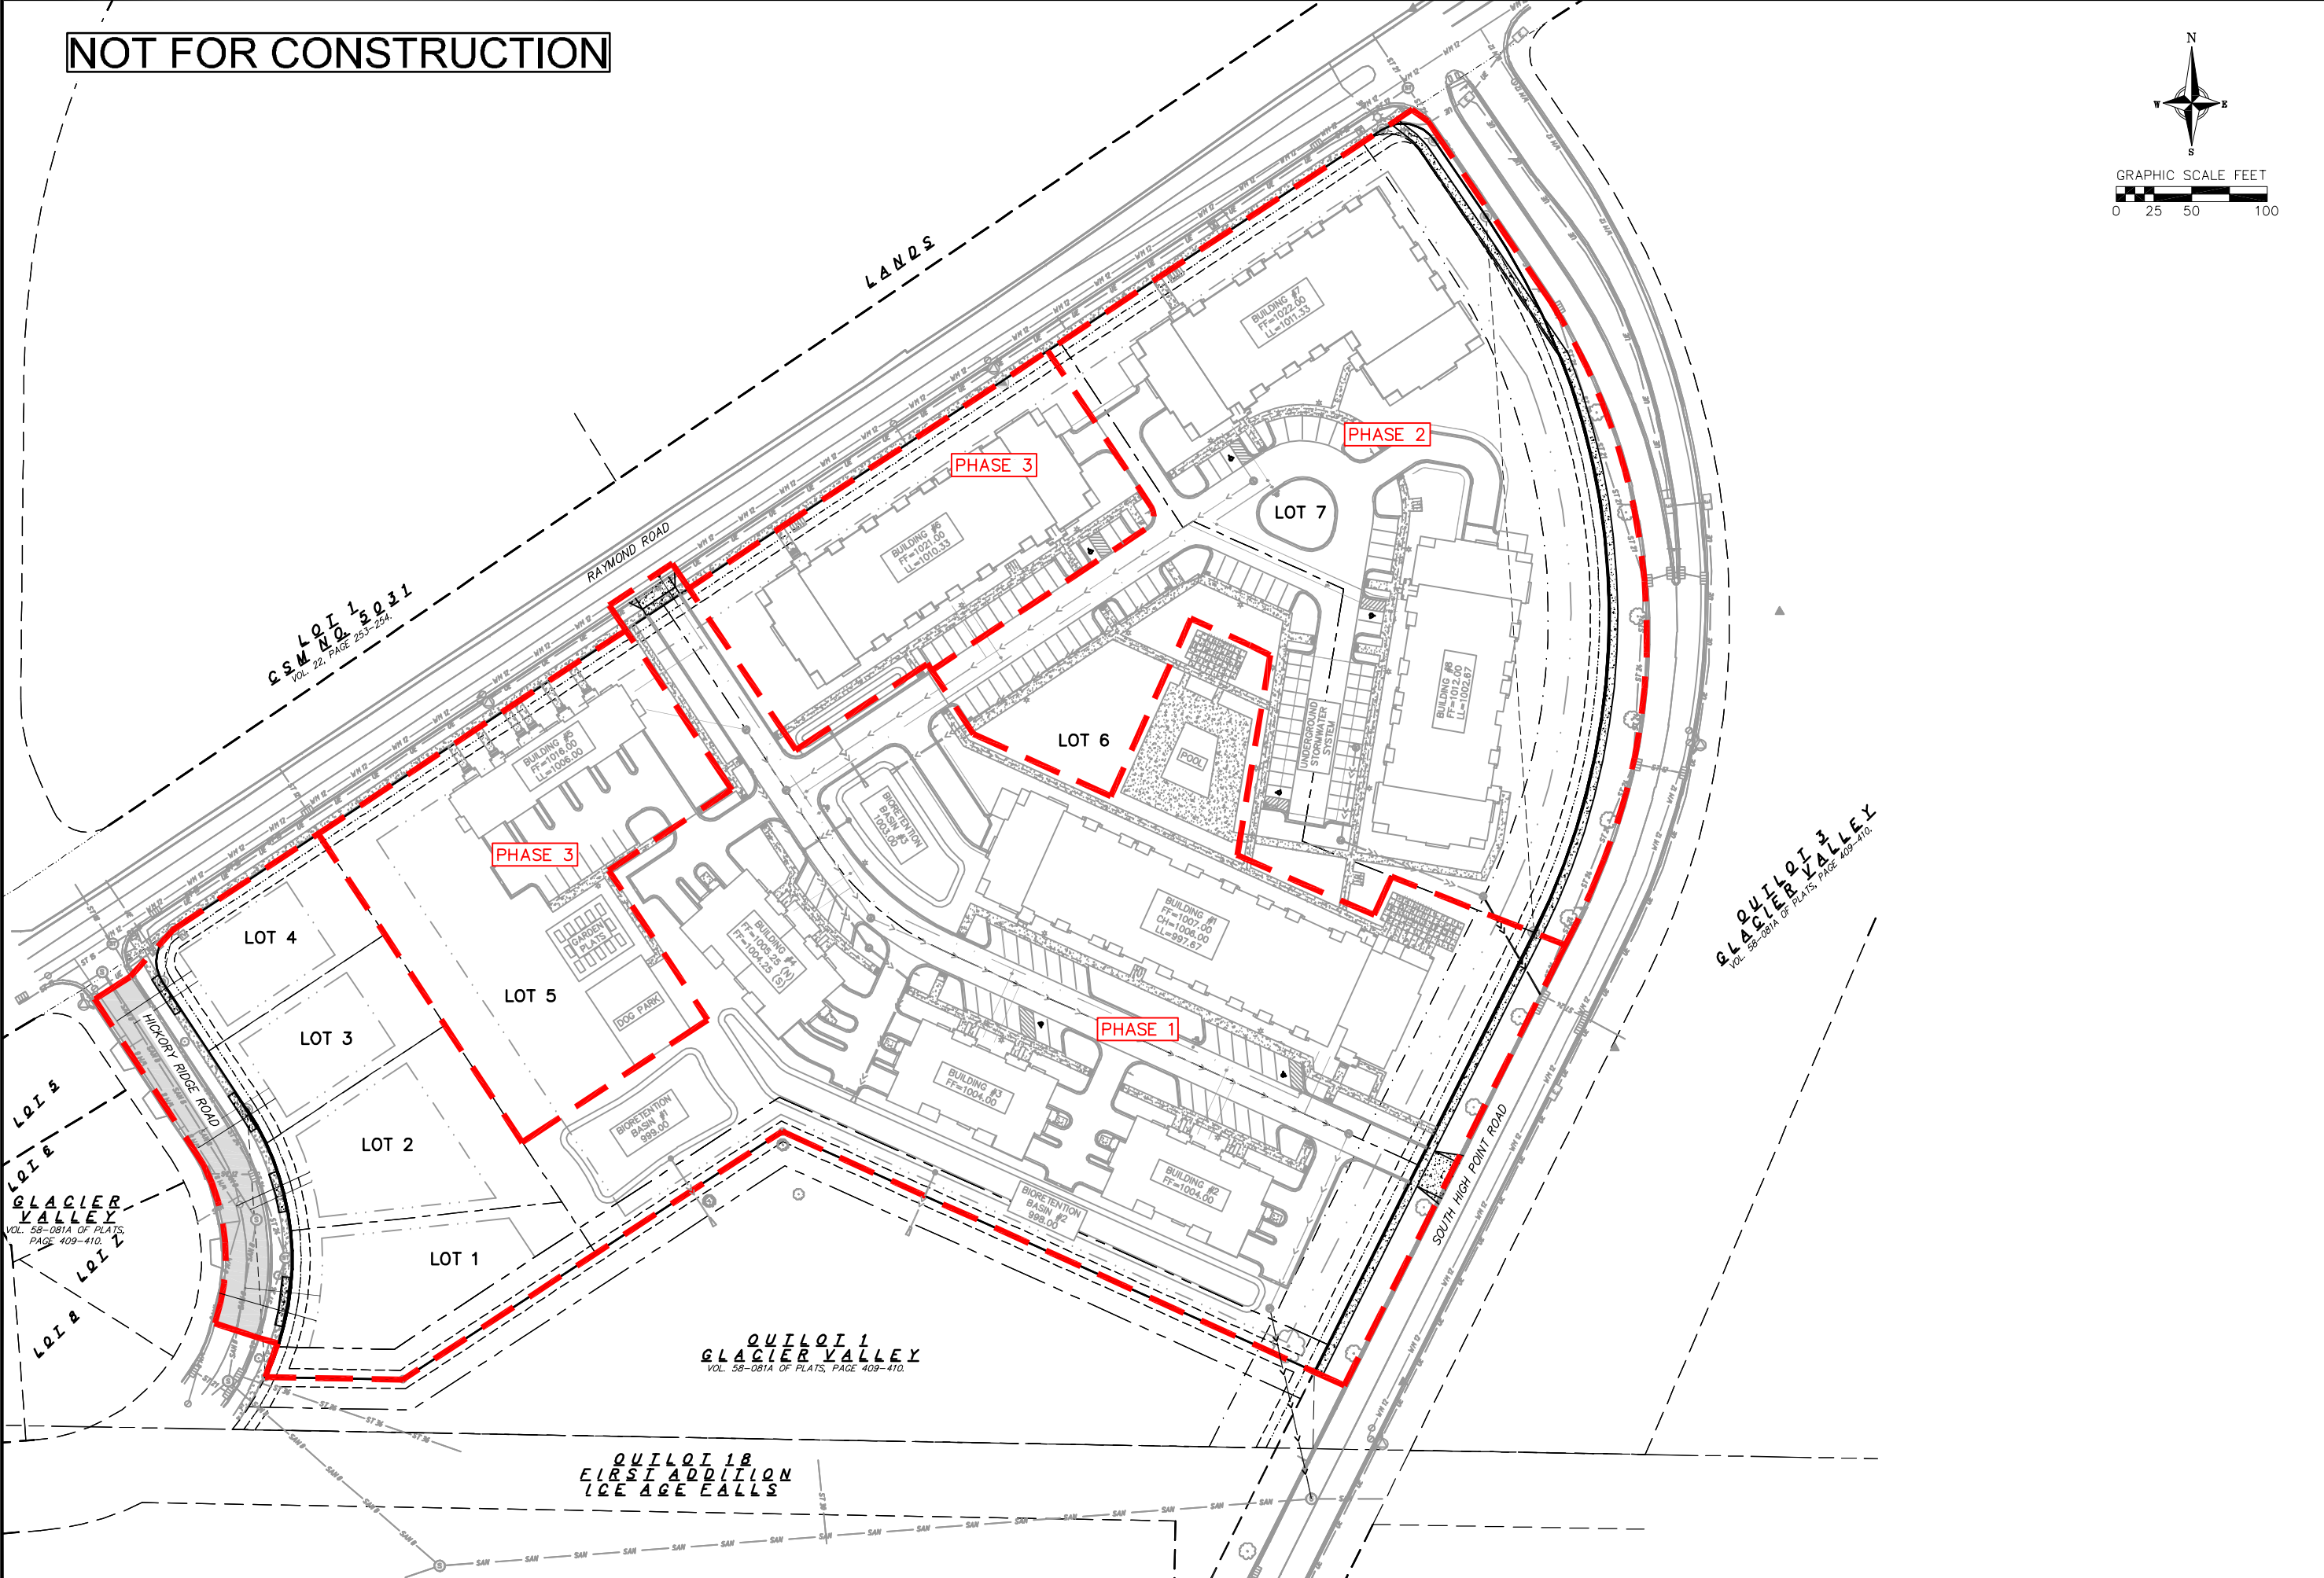 NOT FOR CONSTRUCTION
N
W
E
S
GRAPHIC SCALE FEET
0 25 50 100
LANDS
RAYMOND ROAD
LOT 1
CSM NO. 5031
VOL. 22, PAGE 253-254.
BUILDING #7
FF=1022.00
LL=1011.33
PHASE 2
PHASE 3
LOT 7
BUILDING #6
FF=1021.00
LL=1010.33
BUILDING #8
FF=1012.00
LL=1002.67
UNDERGROUND
STORMWATER
SYSTEM
LOT 6
POOL
BUILDING #5
FF=1016.00
LL=1006.00
BIORETENTION
BASIN #3
1003.00
PHASE 3
GARDEN
PLATS
DOG PARK
LOT 4
LOT 5
LOT 3
LOT 2
LOT 1
HICKORY RIDGE ROAD
BUILDING #4
FF=1006.25 (N)
FF=1004.25 (S)
BUILDING #1
FF=1007.00
CH=1006.00
LL=997.67
PHASE 1
BUILDING #3
FF=1004.00
BUILDING #2
FF=1004.00
BIORETENTION
BASIN #1
999.00
BIORETENTION
BASIN #2
998.00
SOUTH HIGH POINT ROAD
OUTLOT 3
GLACIER VALLEY
VOL. 58-081A OF PLATS, PAGE 409-410.
LOT 5
LOT 6
GLACIER
VALLEY
VOL. 58-081A OF PLATS,
PAGE 409-410.
LOT 7
LOT 8
OUTLOT 1
GLACIER VALLEY
VOL. 58-081A OF PLATS, PAGE 409-410.
OUTLOT 18
FIRST ADDITION
ICE AGE FALLS